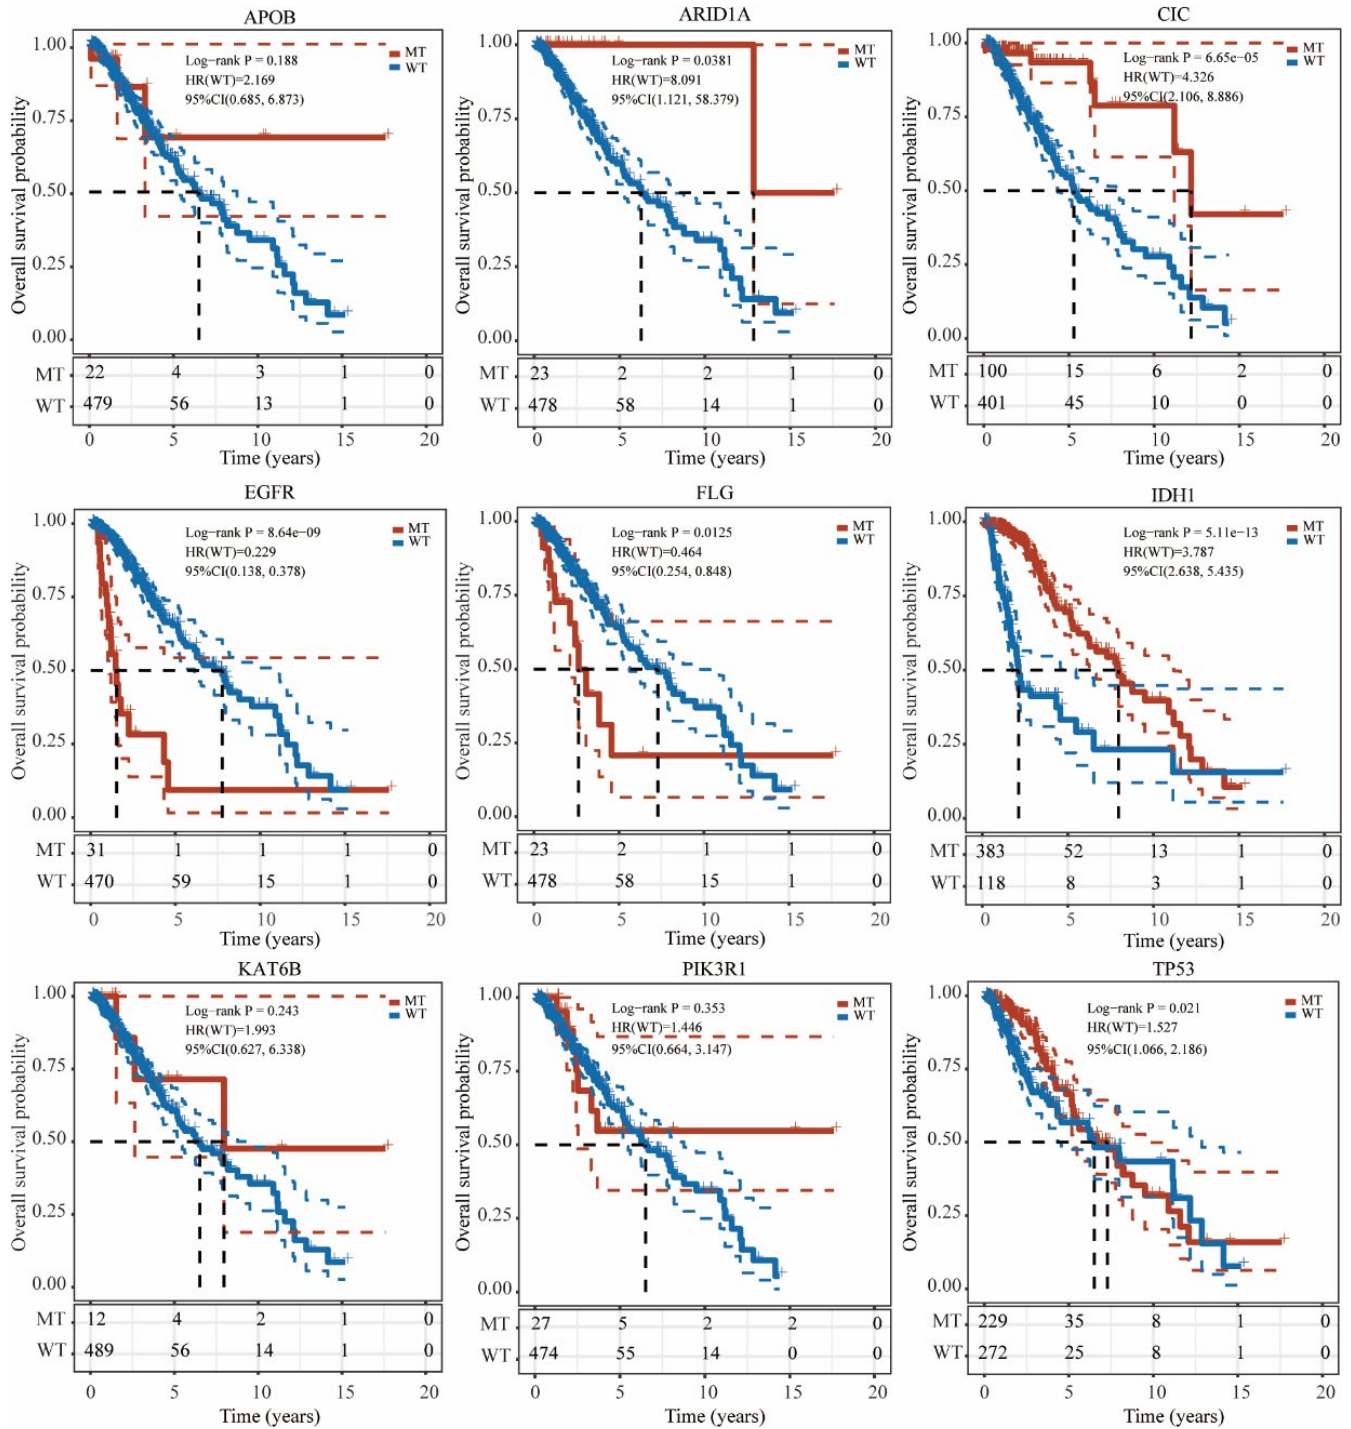 APOB
MT
WT
Log-rank P = 0.188
HR(WT)=2.169
95%CI(0.685, 6.873)
Overall survival probability
1.00
0.75
0.50
0.25
0.00
MT 22 4 3 1 0
WT 479 56 13 1 0
0 5 10 15 20
Time (years)
ARID1A
MT
WT
Log-rank P = 0.0381
HR(WT)=8.091
95%CI(1.121, 58.379)
Overall survival probability
1.00
0.75
0.50
0.25
0.00
MT 23 2 2 1 0
WT 478 58 14 1 0
0 5 10 15 20
Time (years)
CIC
MT
WT
Log-rank P = 6.65e-05
HR(WT)=4.326
95%CI(2.106, 8.886)
Overall survival probability
1.00
0.75
0.50
0.25
0.00
MT 100 15 6 2 0
WT 401 45 10 0 0
0 5 10 15 20
Time (years)
EGFR
MT
WT
Log-rank P = 8.64e-09
HR(WT)=0.229
95%CI(0.138, 0.378)
Overall survival probability
1.00
0.75
0.50
0.25
0.00
MT 31 1 1 1 0
WT 470 59 15 1 0
0 5 10 15 20
Time (years)
FLG
MT
WT
Log-rank P = 0.0125
HR(WT)=0.464
95%CI(0.254, 0.848)
Overall survival probability
1.00
0.75
0.50
0.25
0.00
MT 23 2 1 1 0
WT 478 58 15 1 0
0 5 10 15 20
Time (years)
IDH1
MT
WT
Log-rank P = 5.11e-13
HR(WT)=3.787
95%CI(2.638, 5.435)
Overall survival probability
1.00
0.75
0.50
0.25
0.00
MT 383 52 13 1 0
WT 118 8 3 1 0
0 5 10 15 20
Time (years)
KAT6B
MT
WT
Log-rank P = 0.243
HR(WT)=1.993
95%CI(0.627, 6.338)
Overall survival probability
1.00
0.75
0.50
0.25
0.00
MT 12 4 2 1 0
WT 489 56 14 1 0
0 5 10 15 20
Time (years)
PIK3R1
MT
WT
Log-rank P = 0.353
HR(WT)=1.446
95%CI(0.664, 3.147)
Overall survival probability
1.00
0.75
0.50
0.25
0.00
MT 27 5 2 2 0
WT 474 55 14 0 0
0 5 10 15 20
Time (years)
TP53
MT
WT
Log-rank P = 0.021
HR(WT)=1.527
95%CI(1.066, 2.186)
Overall survival probability
1.00
0.75
0.50
0.25
0.00
MT 229 35 8 1 0
WT 272 25 8 1 0
0 5 10 15 20
Time (years)